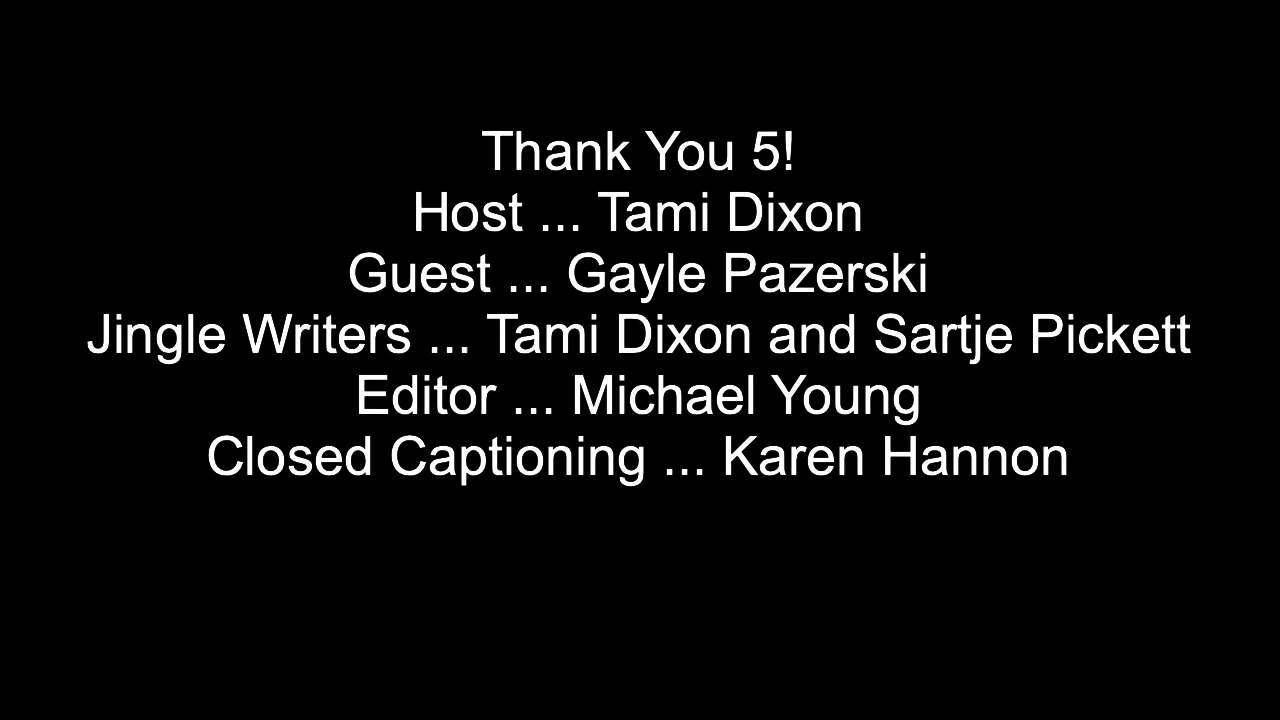 Thank You 5!
Host ... Tami Dixon
Guest ... Gayle Pazerski
Jingle Writers ... Tami Dixon and Sartje Pickett
Editor ... Michael Young
Closed Captioning ... Karen Hannon